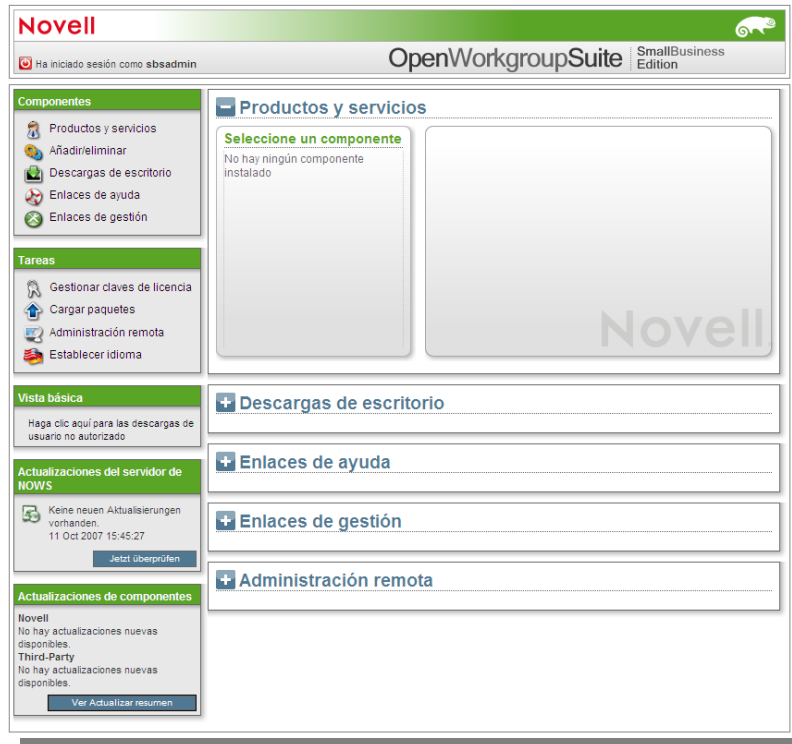 Novell
Ha iniciado sesión como sbsadmin
OpenWorkgroupSuite
SmallBusiness
Edition
Componentes
Productos y servicios
Añadir/eliminar
Descargas de escritorio
Enlaces de ayuda
Enlaces de gestión
Tareas
Gestionar claves de licencia
Cargar paquetes
Administración remota
Establecer idioma
Vista básica
Haga clic aquí para las descargas de
usuario no autorizado
Actualizaciones del servidor de
NOWS
Keine neuen Aktualisierungen
vorhanden.
11 Oct 2007 15:45:27
Jetzt überprüfen
Actualizaciones de componentes
Novell
No hay actualizaciones nuevas
disponibles.
Third-Party
No hay actualizaciones nuevas
disponibles.
Ver Actualizar resumen
Productos y servicios
Seleccione un componente
No hay ningún componente
instalado
Novell.
Descargas de escritorio
Enlaces de ayuda
Enlaces de gestión
Administración remota